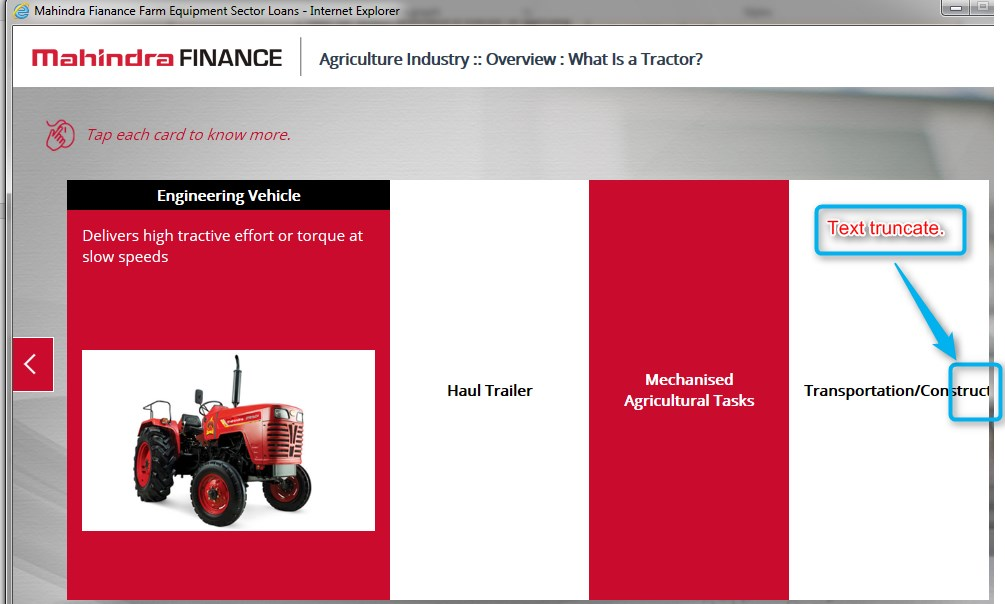 Mahindra Fianance Farm Equipment Sector Loans - Internet Explorer
Mahindra FINANCE
Agriculture Industry :: Overview : What Is a Tractor?
Tap each card to know more.
Engineering Vehicle
Delivers high tractive effort or torque at
slow speeds
Haul Trailer
Mechanised
Agricultural Tasks
Text truncate.
Transportation/Construct